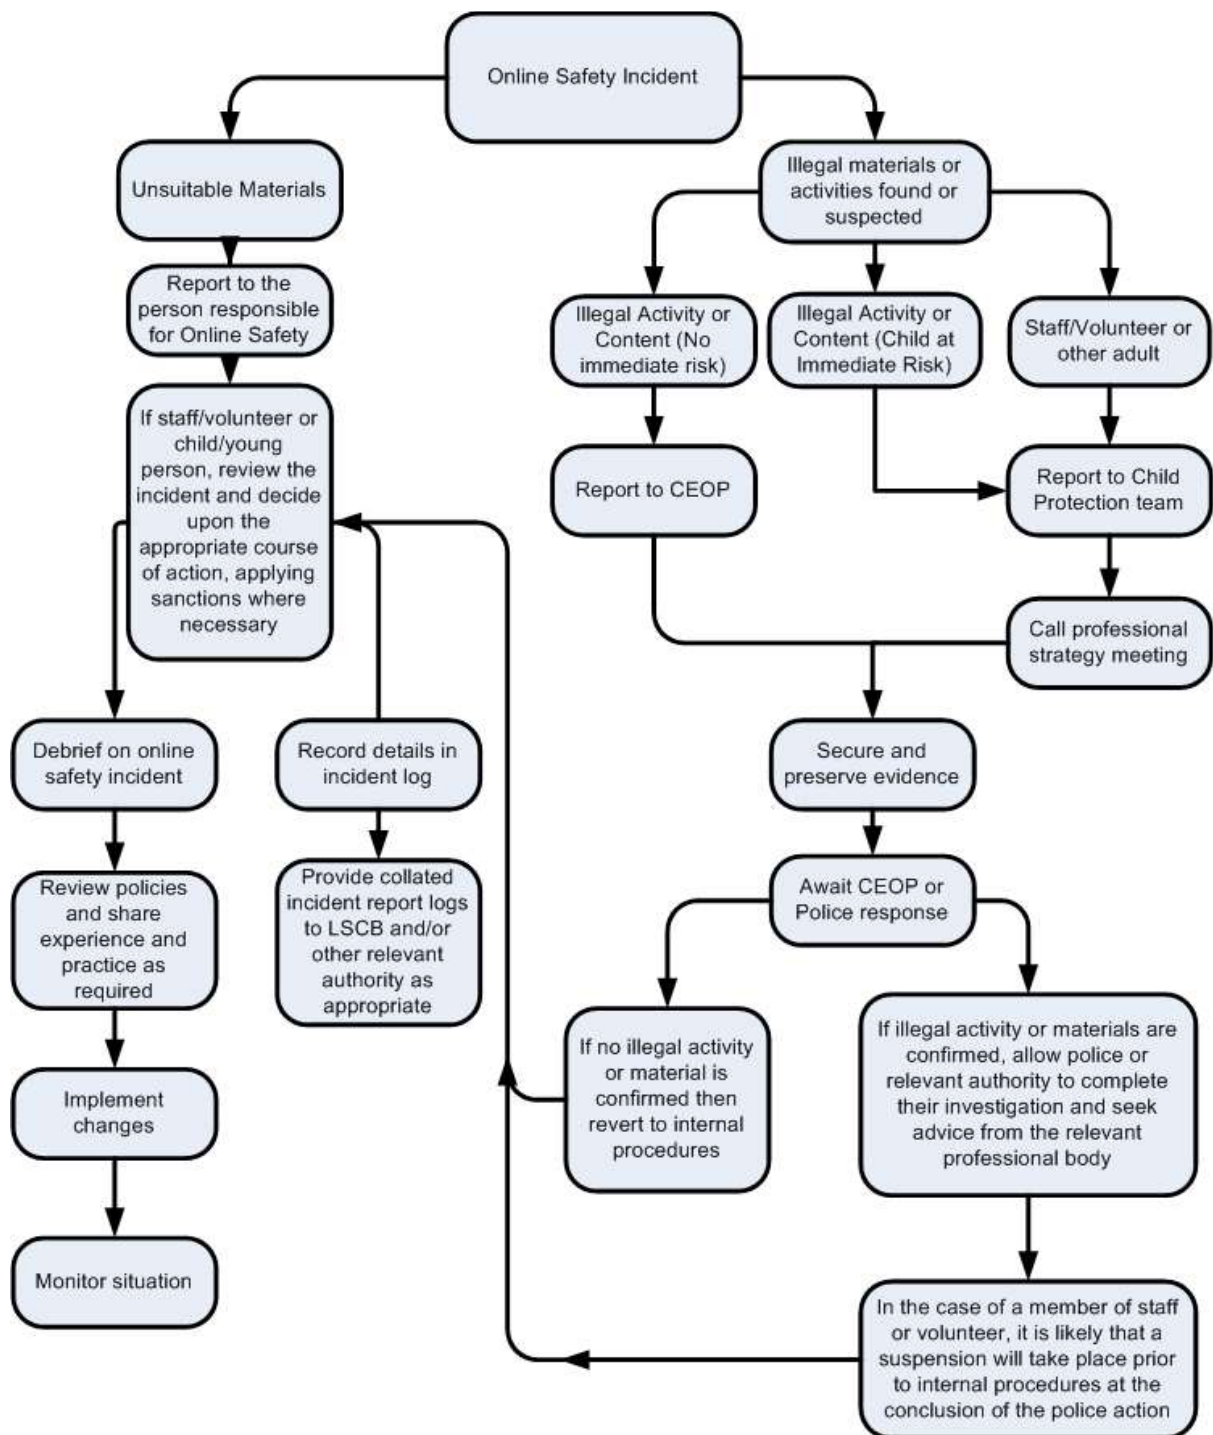 Online Safety Incident
Unsuitable Materials
Report to the
person responsible
for Online Safety
If staff/volunteer or
child/young
person, review the
incident and decide
upon the
appropriate course
of action, applying
sanctions where
necessary
Debrief on online
safety incident
Review policies
and share
experience and
practice as
required
Implement
changes
Monitor situation
Record details in
incident log
Provide collated
incident report logs
to LSCB and/or
other relevant
authority as
appropriate
Illegal materials or
activities found or
suspected
Illegal Activity or
Content (No
immediate risk)
Illegal Activity or
Content (Child at
Immediate Risk)
Staff/Volunteer or
other adult
Report to CEOP
Report to Child
Protection team
Call professional
strategy meeting
Secure and
preserve evidence
Await CEOP or
Police response
If no illegal activity
or material is
confirmed then
revert to internal
procedures
If illegal activity or materials are
confirmed, allow police or
relevant authority to complete
their investigation and seek
advice from the relevant
professional body
In the case of a member of staff
or volunteer, it is likely that a
suspension will take place prior
to internal procedures at the
conclusion of the police action